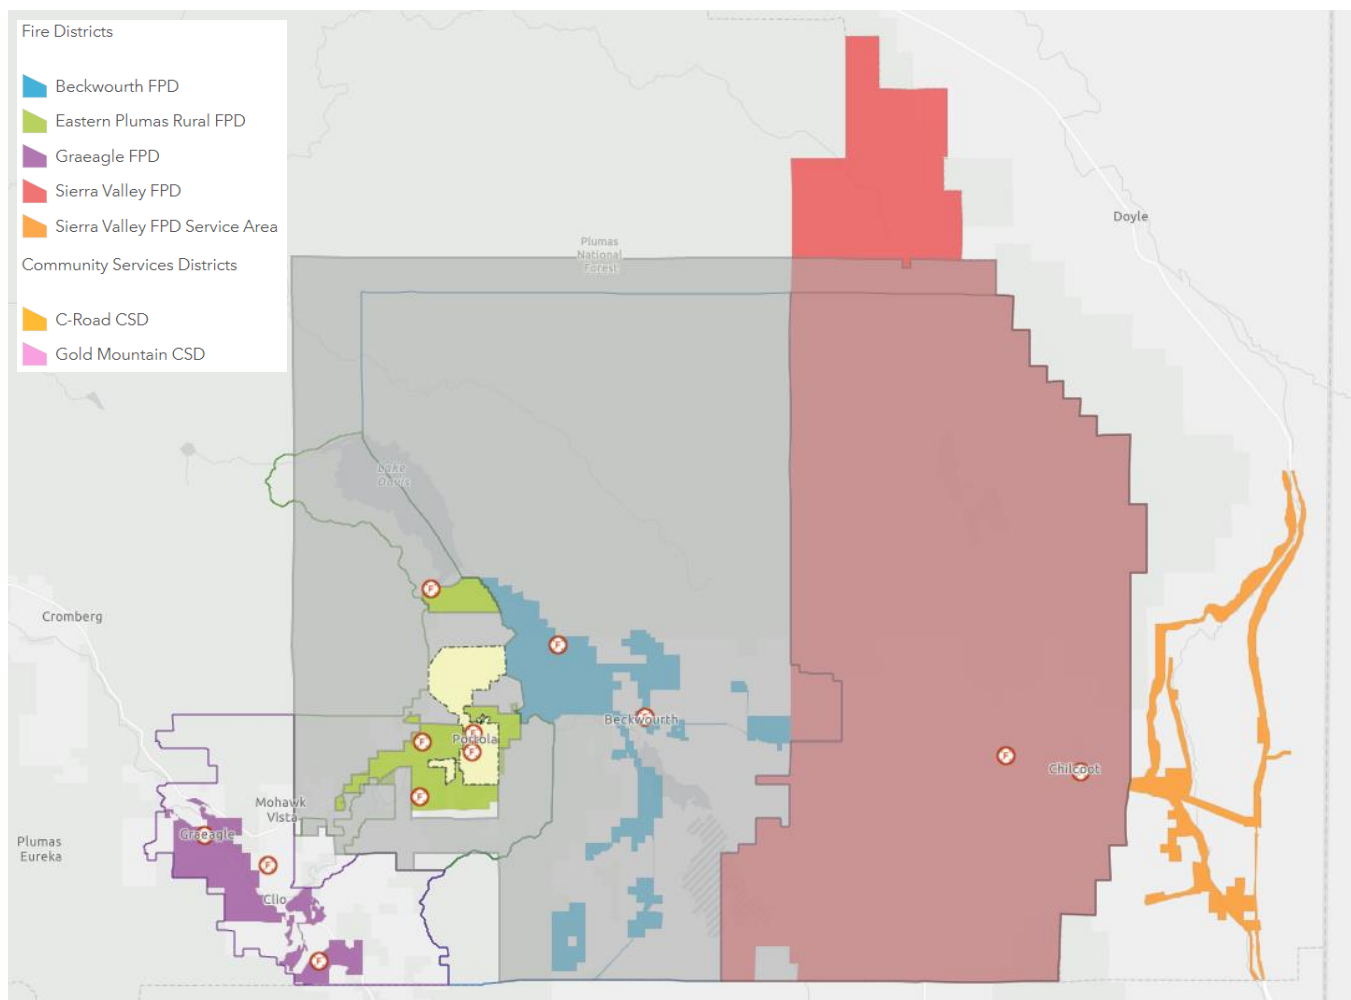 Fire Districts
Beckwourth FPD
Eastern Plumas Rural FPD
Graeagle FPD
Sierra Valley FPD
Sierra Valley FPD Service Area
Community Services Districts
C-Road CSD
Gold Mountain CSD
Doyle
Plumas
National
Forest
Lake
Davis
F
Cromberg
F
F
Beckwourth
F
Portola
F
F
F
Chilcoot
F
F
Mohawk
Vista
Graeagle
F
Plumas
Eureka
F
Clio
F